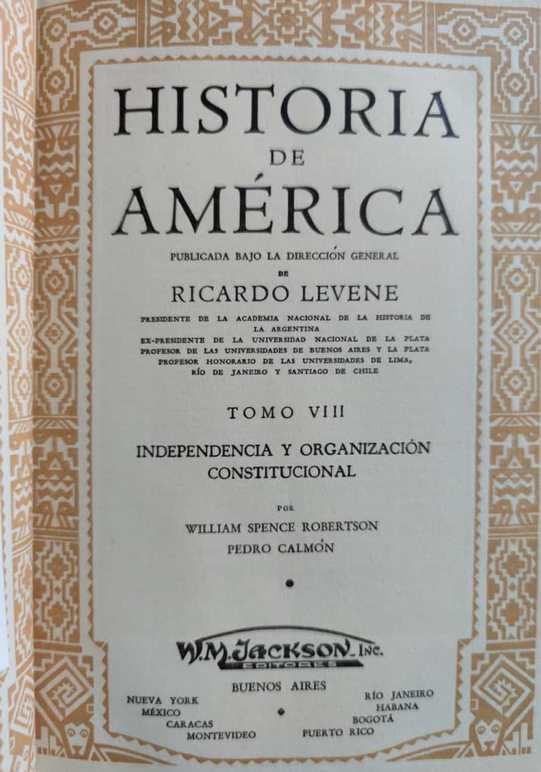 HISTORIA
DE
AMÉRICA
PUBLICADA BAJO LA DIRECCIÓN GENERAL
DE
RICARDO LEVENE
PRESIDENTE DE LA ACADEMIA NACIONAL DE LA HISTORIA DE
LA ARGENTINA
EX-PRESIDENTE DE LA UNIVERSIDAD NACIONAL DE LA PLATA
PROFESOR DE LAS UNIVERSIDADES DE BUENOS AIRES Y LA PLATA
PROFESOR HONORARIO DE LAS UNIVERSIDADES DE LIMA,
RÍO DE JANEIRO Y SANTIAGO DE CHILE
TOMO VIII
INDEPENDENCIA Y ORGANIZACIÓN
CONSTITUCIONAL
POR
WILLIAM SPENCE ROBERTSON
PEDRO CALMÓN
W. M. JACKSON, INC.
EDITORES
BUENOS AIRES
NUEVA YORK
MÉXICO
CARACAS
MONTEVIDEO
RÍO JANEIRO
HABANA
BOGOTÁ
PUERTO RICO